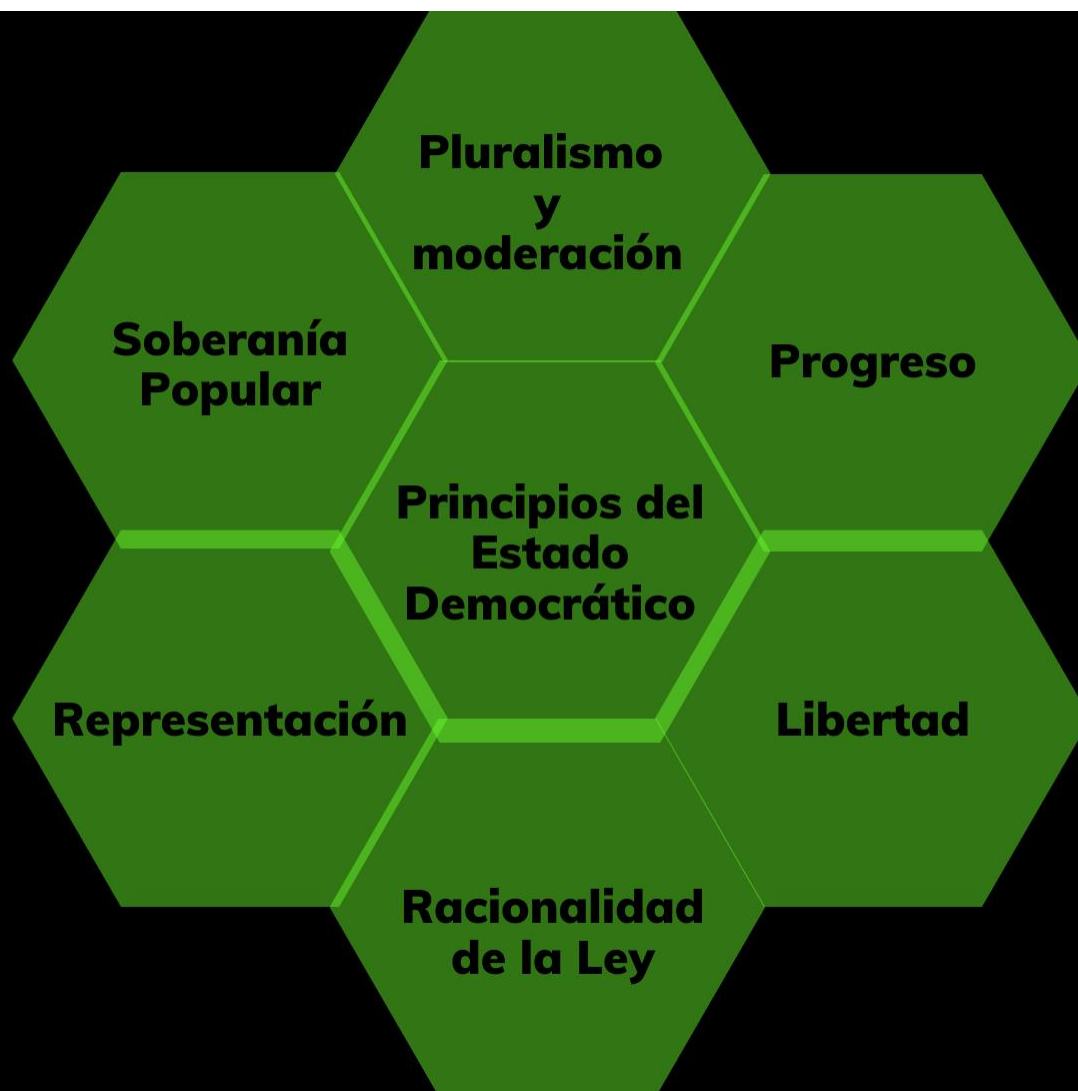 Pluralismo
y
moderación
Soberanía
Popular
Progreso
Principios del
Estado
Democrático
Representación
Libertad
Racionalidad
de la Ley